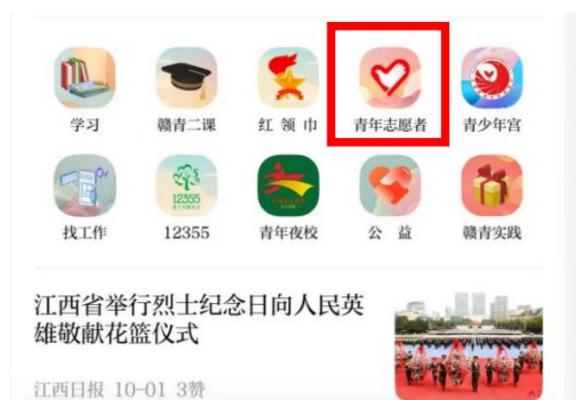 学习 赣青二课 红领巾 青年志愿者 青少年宫
12355
找工作 12355 青年夜校 公益 赣青实践
江西省举行烈士纪念日向人民英
雄敬献花篮仪式
江西日报 10-01 3赞